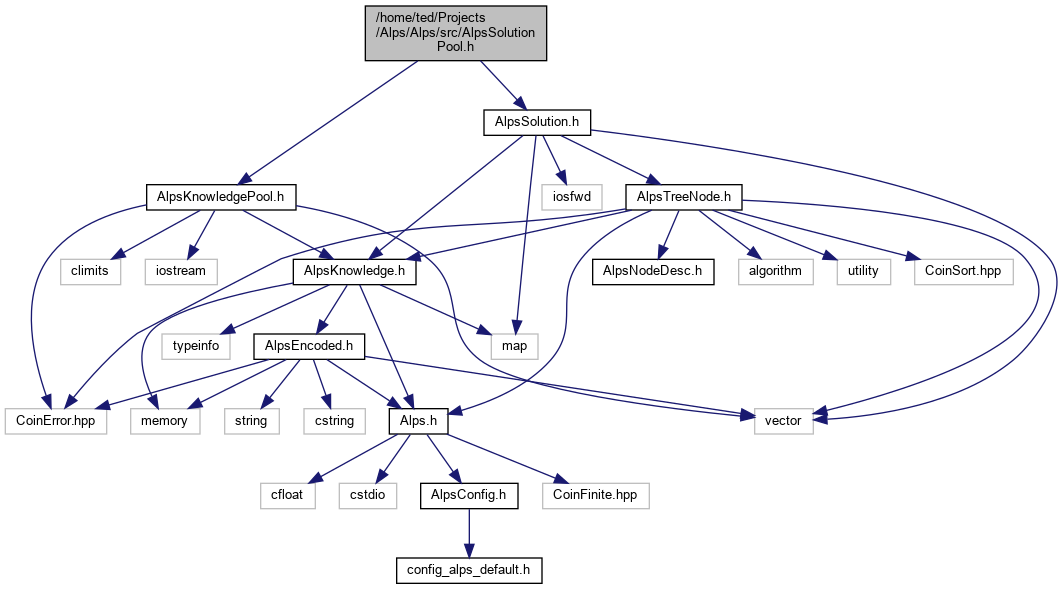 /home/ted/Projects
/Alps/Alps/src/AlpsSolution
Pool.h
AlpsSolution.h
AlpsKnowledgePool.h
iosfwd
AlpsTreeNode.h
climits
iostream
AlpsKnowledge.h
AlpsNodeDesc.h
algorithm
utility
CoinSort.hpp
typeinfo
AlpsEncoded.h
map
CoinError.hpp
memory
string
cstring
Alps.h
vector
cfloat
cstdio
AlpsConfig.h
CoinFinite.hpp
config_alps_default.h